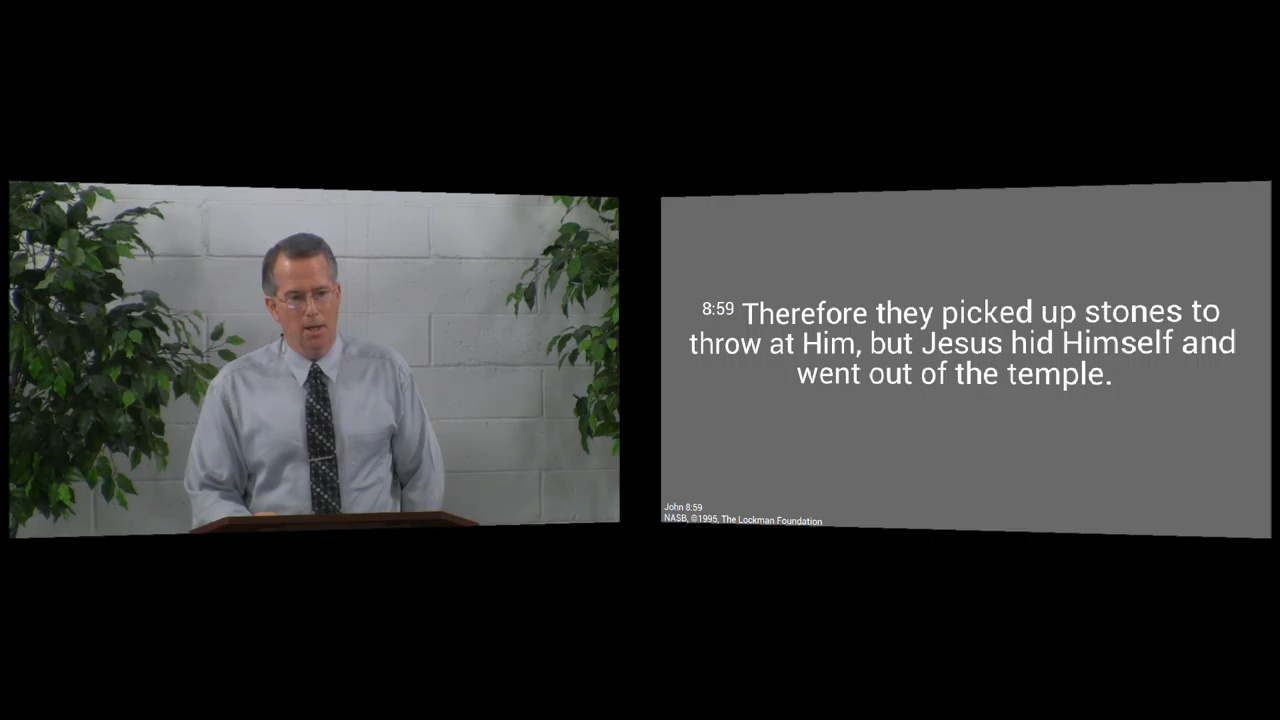 8:59 Therefore they picked up stones to
throw at Him, but Jesus hid Himself and
went out of the temple.
John 8:59
NASB, ©1995, The Lockman Foundation